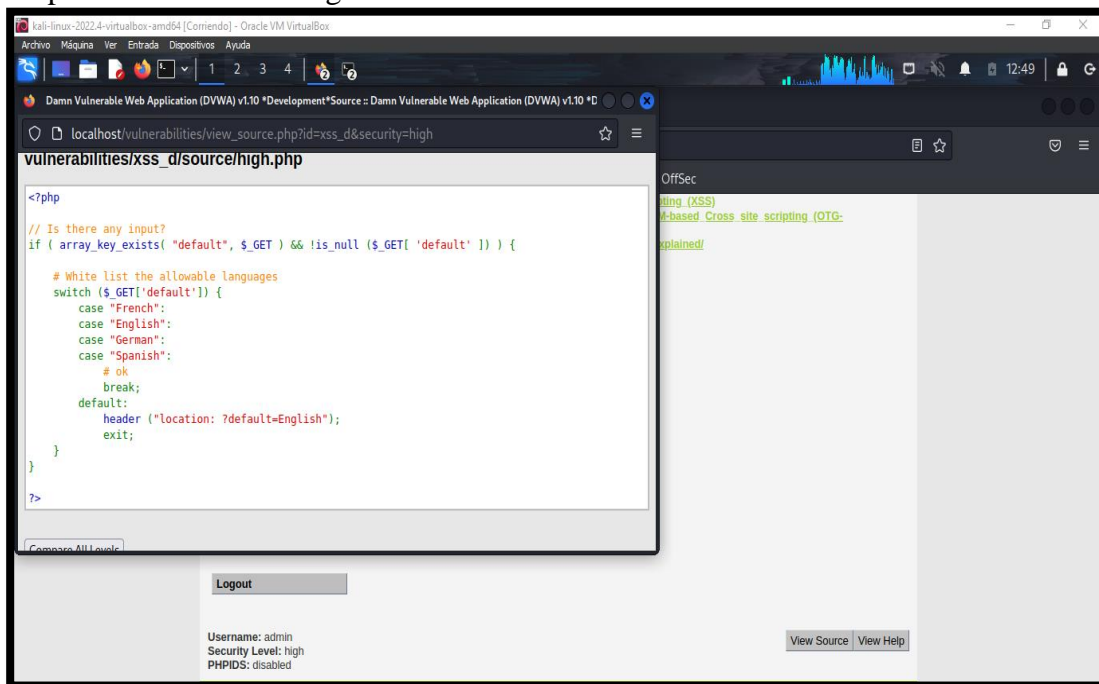 kali-linux-2022.4-virtualbox-amd64 [Corriendo] - Oracle VM VirtualBox
Archivo Máquina Ver Entrada Dispositivos Ayuda
1 2 3 4
12:49
Damn Vulnerable Web Application (DVWA) v1.10 *Development*Source :: Damn Vulnerable Web Application (DVWA) v1.10 *D
localhost/vulnerabilities/view_source.php?id=xss_d&security=high
vulnerabilities/xss_d/source/high.php
<?php
// Is there any input?
if ( array_key_exists( "default", $_GET ) && !is_null ($_GET[ 'default' ]) ) {
# White list the allowable languages
switch ($_GET['default']) {
case "French":
case "English":
case "German":
case "Spanish":
# ok
break;
default:
header ("location: ?default=English");
exit;
}
}
?>
Compare All Levels
OffSec
pting (XSS)
M-based Cross site scripting (OTG-
xplained/
Logout
Username: admin
Security Level: high
PHPIDS: disabled
View Source View Help